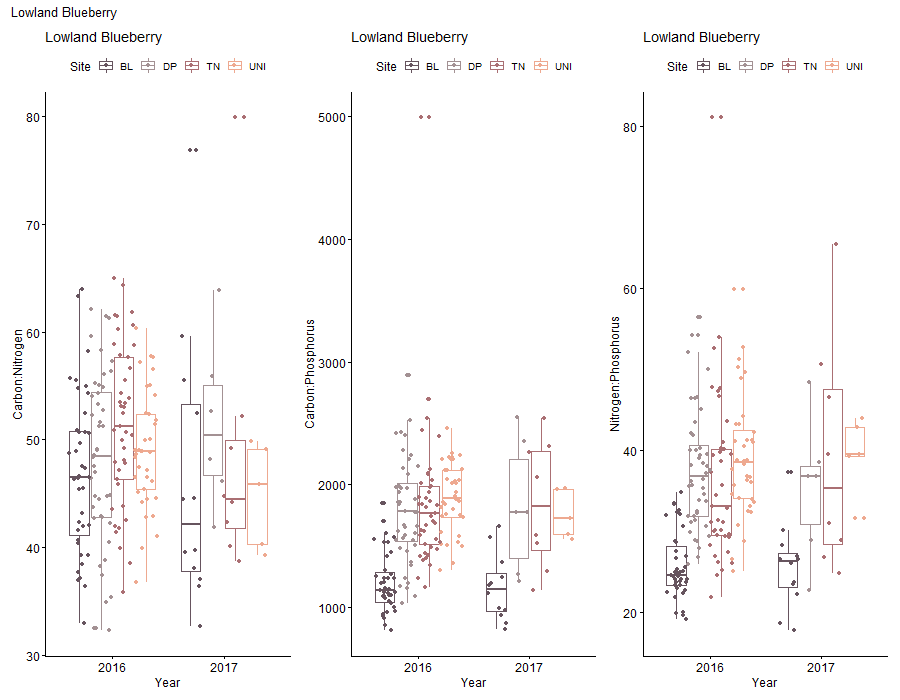 Lowland Blueberry
Lowland Blueberry
Site BL DP TN UNI
Carbon:Nitrogen
80
70
60
50
40
30
2016 2017
Year
Lowland Blueberry
Site BL DP TN UNI
Carbon:Phosphorus
5000
4000
3000
2000
1000
2016 2017
Year
Lowland Blueberry
Site BL DP TN UNI
Nitrogen:Phosphorus
80
60
40
20
2016 2017
Year